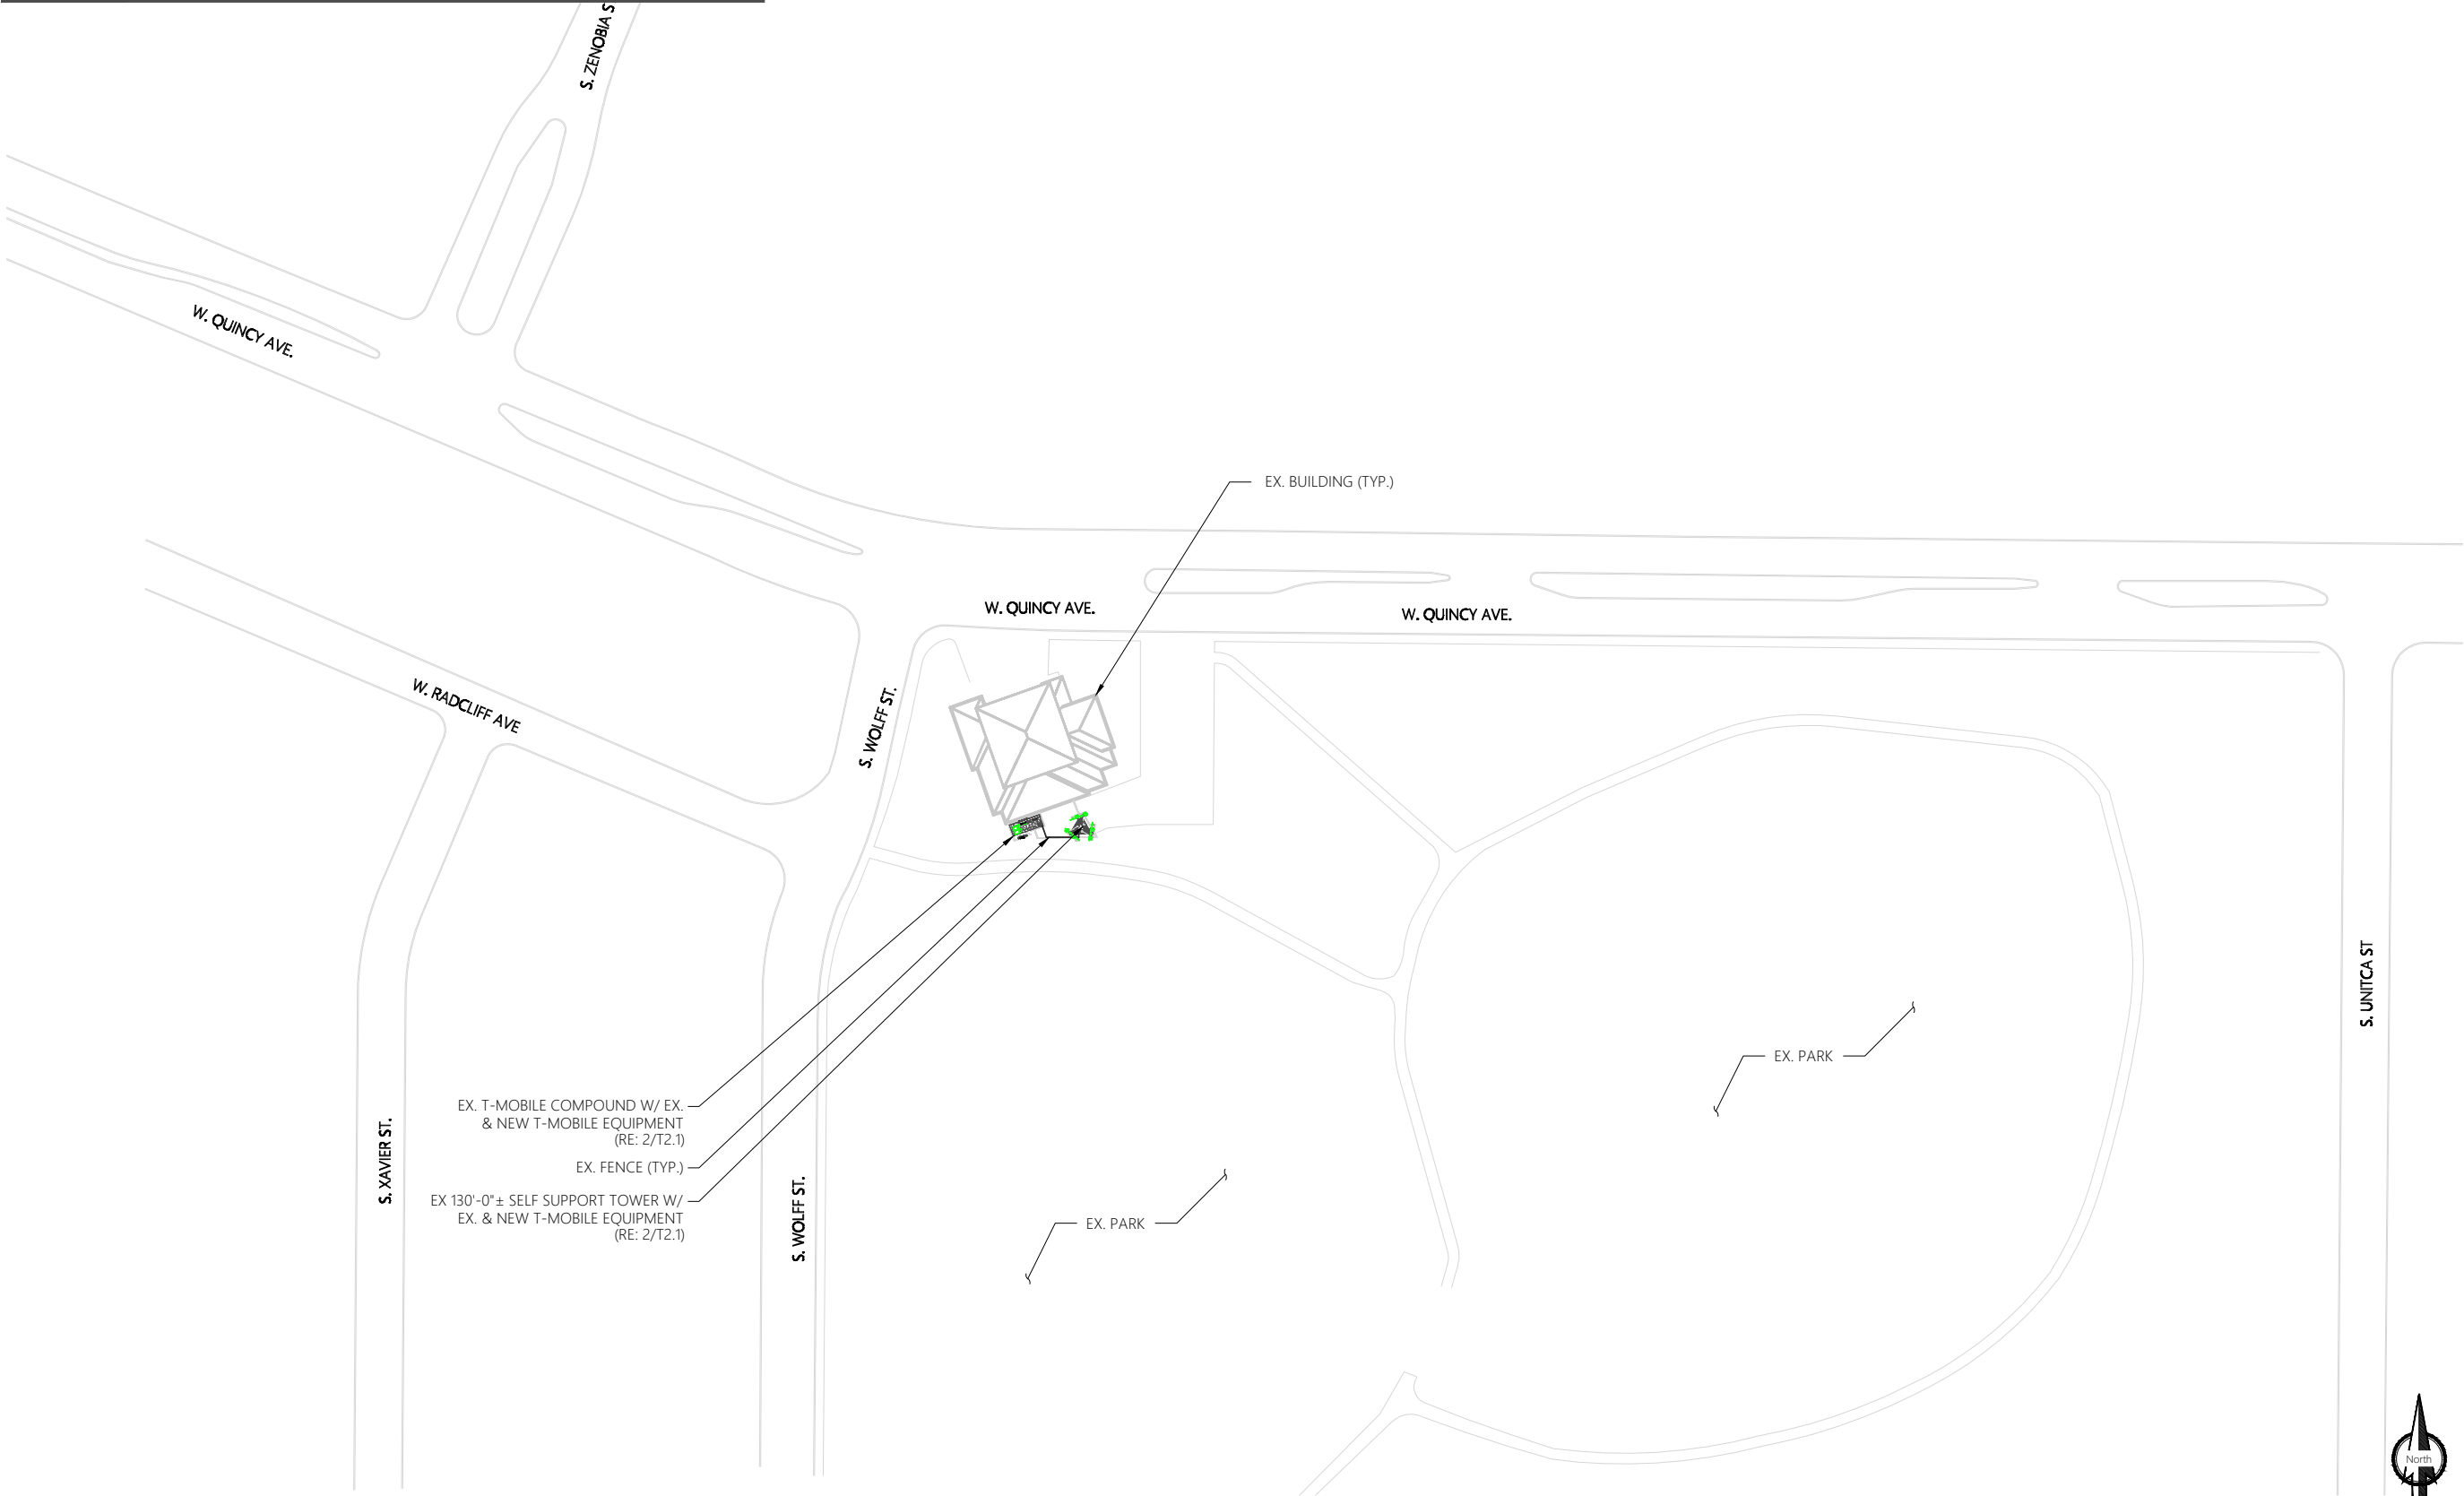 S. ZENOBIA S
W. QUINCY AVE.
EX. BUILDING (TYP.)
W. QUINCY AVE.
W. QUINCY AVE.
W. RADCLIFF AVE
S. WOLFF ST.
S. UNITCA ST
EX. PARK
EX. T-MOBILE COMPOUND W/ EX.
& NEW T-MOBILE EQUIPMENT
(RE: 2/T2.1)
EX. FENCE (TYP.)
EX 130'-0"± SELF SUPPORT TOWER W/
EX. & NEW T-MOBILE EQUIPMENT
(RE: 2/T2.1)
S. XAVIER ST.
S. WOLFF ST.
EX. PARK
North